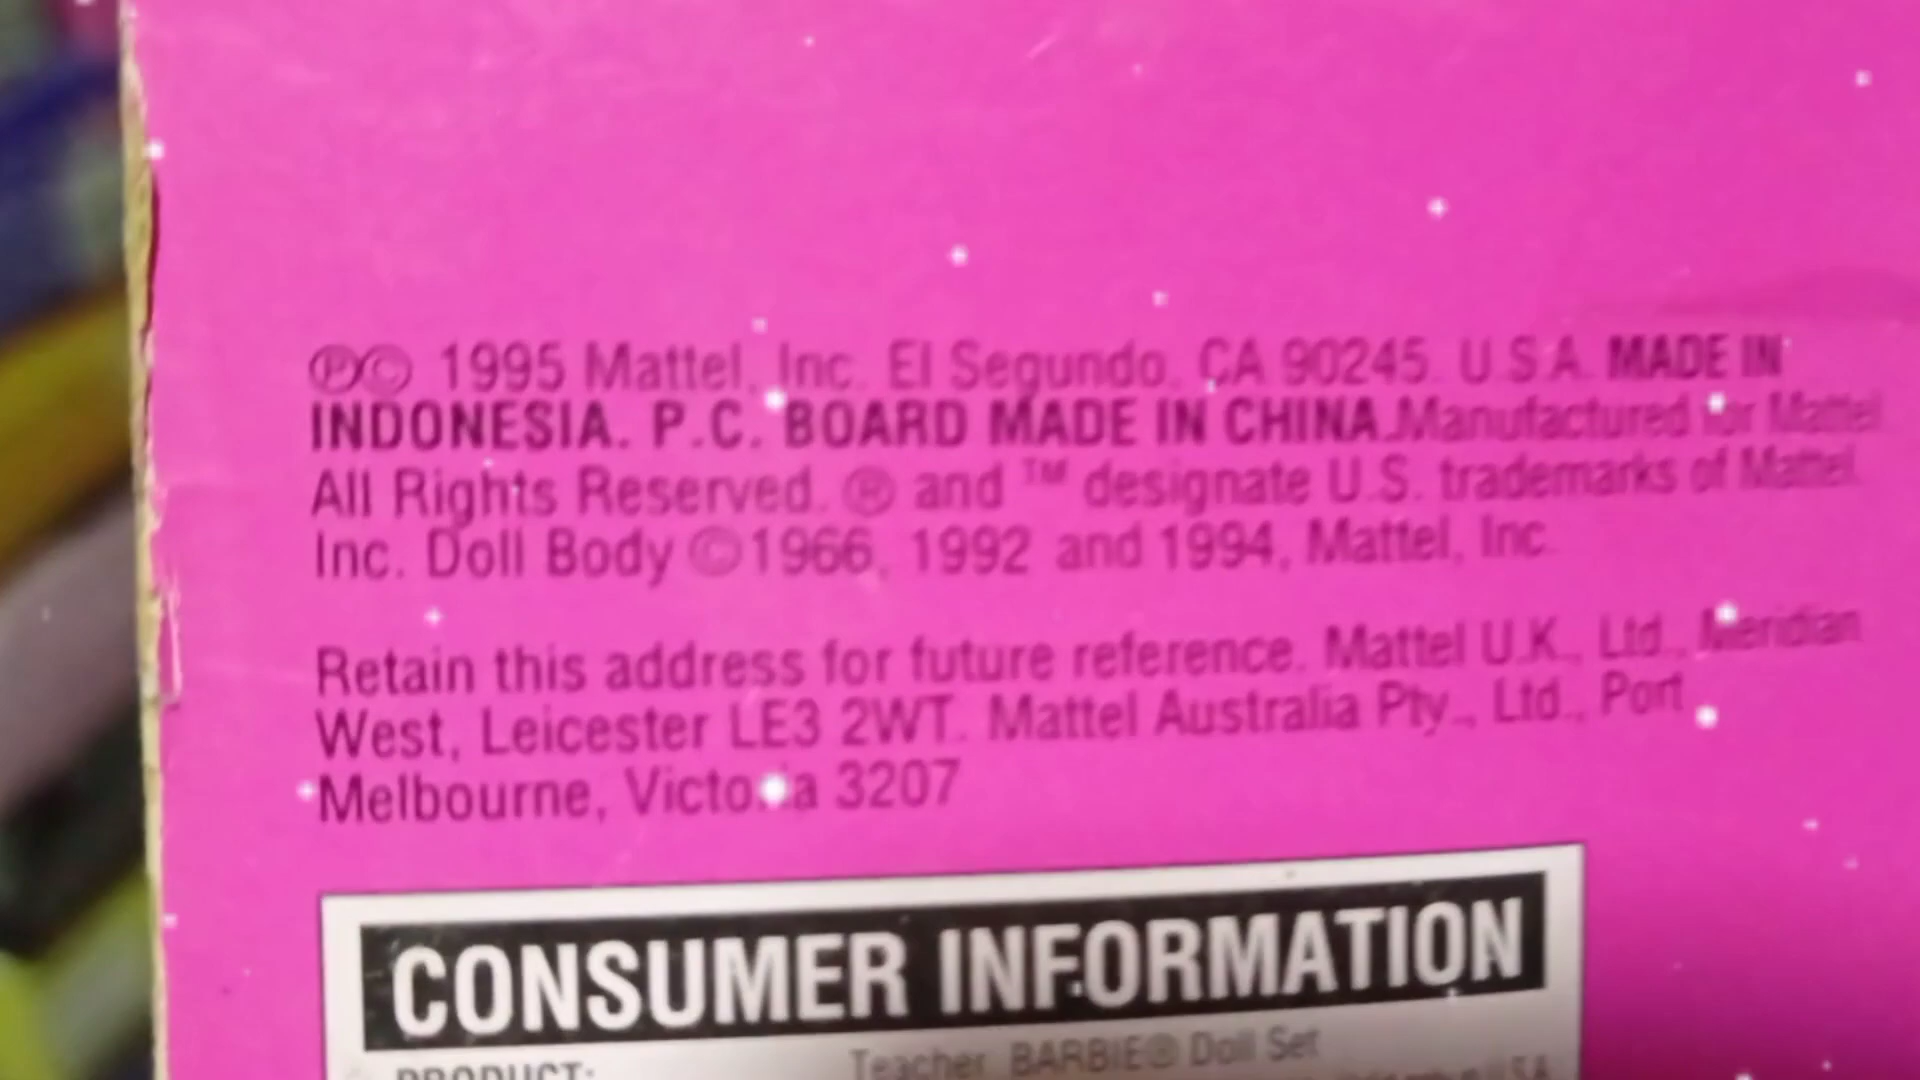 ℗© 1995 Mattel, Inc. El Segundo, CA 90245. U.S.A. MADE IN
INDONESIA. P.C. BOARD MADE IN CHINA. Manufactured for Mattel
All Rights Reserved. ® and ™ designate U.S. trademarks of Mattel,
Inc. Doll Body ©1966, 1992 and 1994, Mattel, Inc.
Retain this address for future reference. Mattel U.K., Ltd., Meridian
West, Leicester LE3 2WT. Mattel Australia Pty., Ltd., Port
Melbourne, Victoria 3207
CONSUMER INFORMATION
PRODUCT: Teacher BARBIE® Doll Set